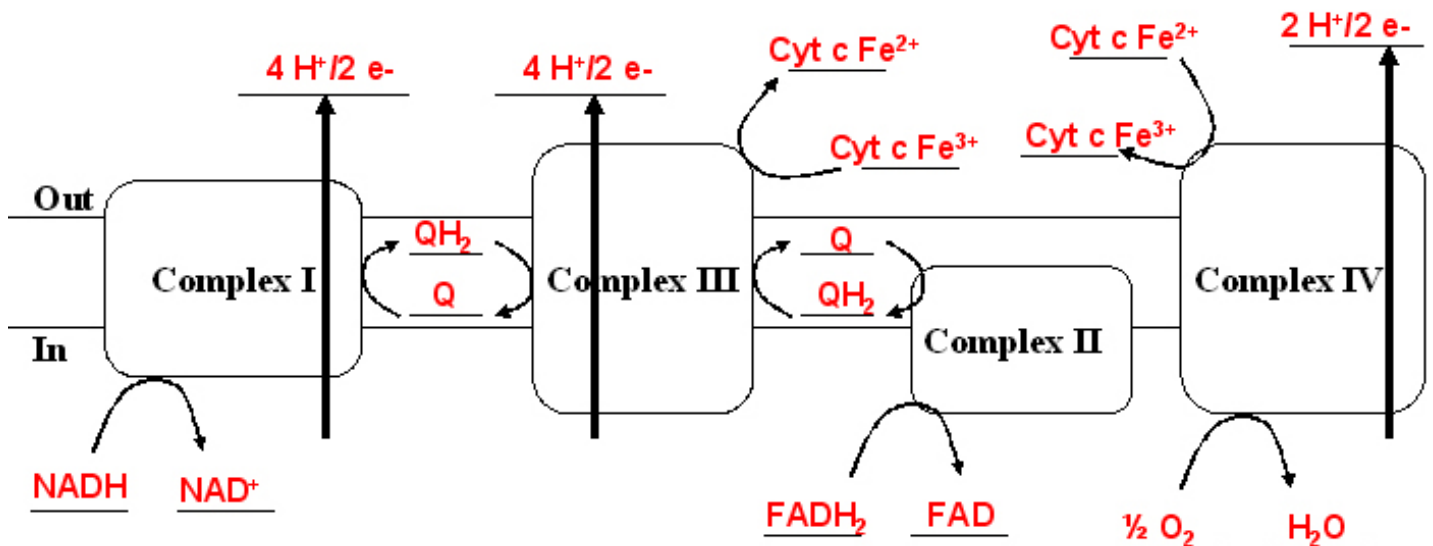 4 H⁺/2 e-
4 H⁺/2 e-
Cyt c Fe²⁺
Cyt c Fe²⁺
2 H⁺/2 e-
Cyt c Fe³⁺
Cyt c Fe³⁺
Out
QH₂
Q
Complex I
Complex III
Complex IV
Q
QH₂
In
Complex II
NADH
NAD⁺
FADH₂
FAD
½ O₂
H₂O